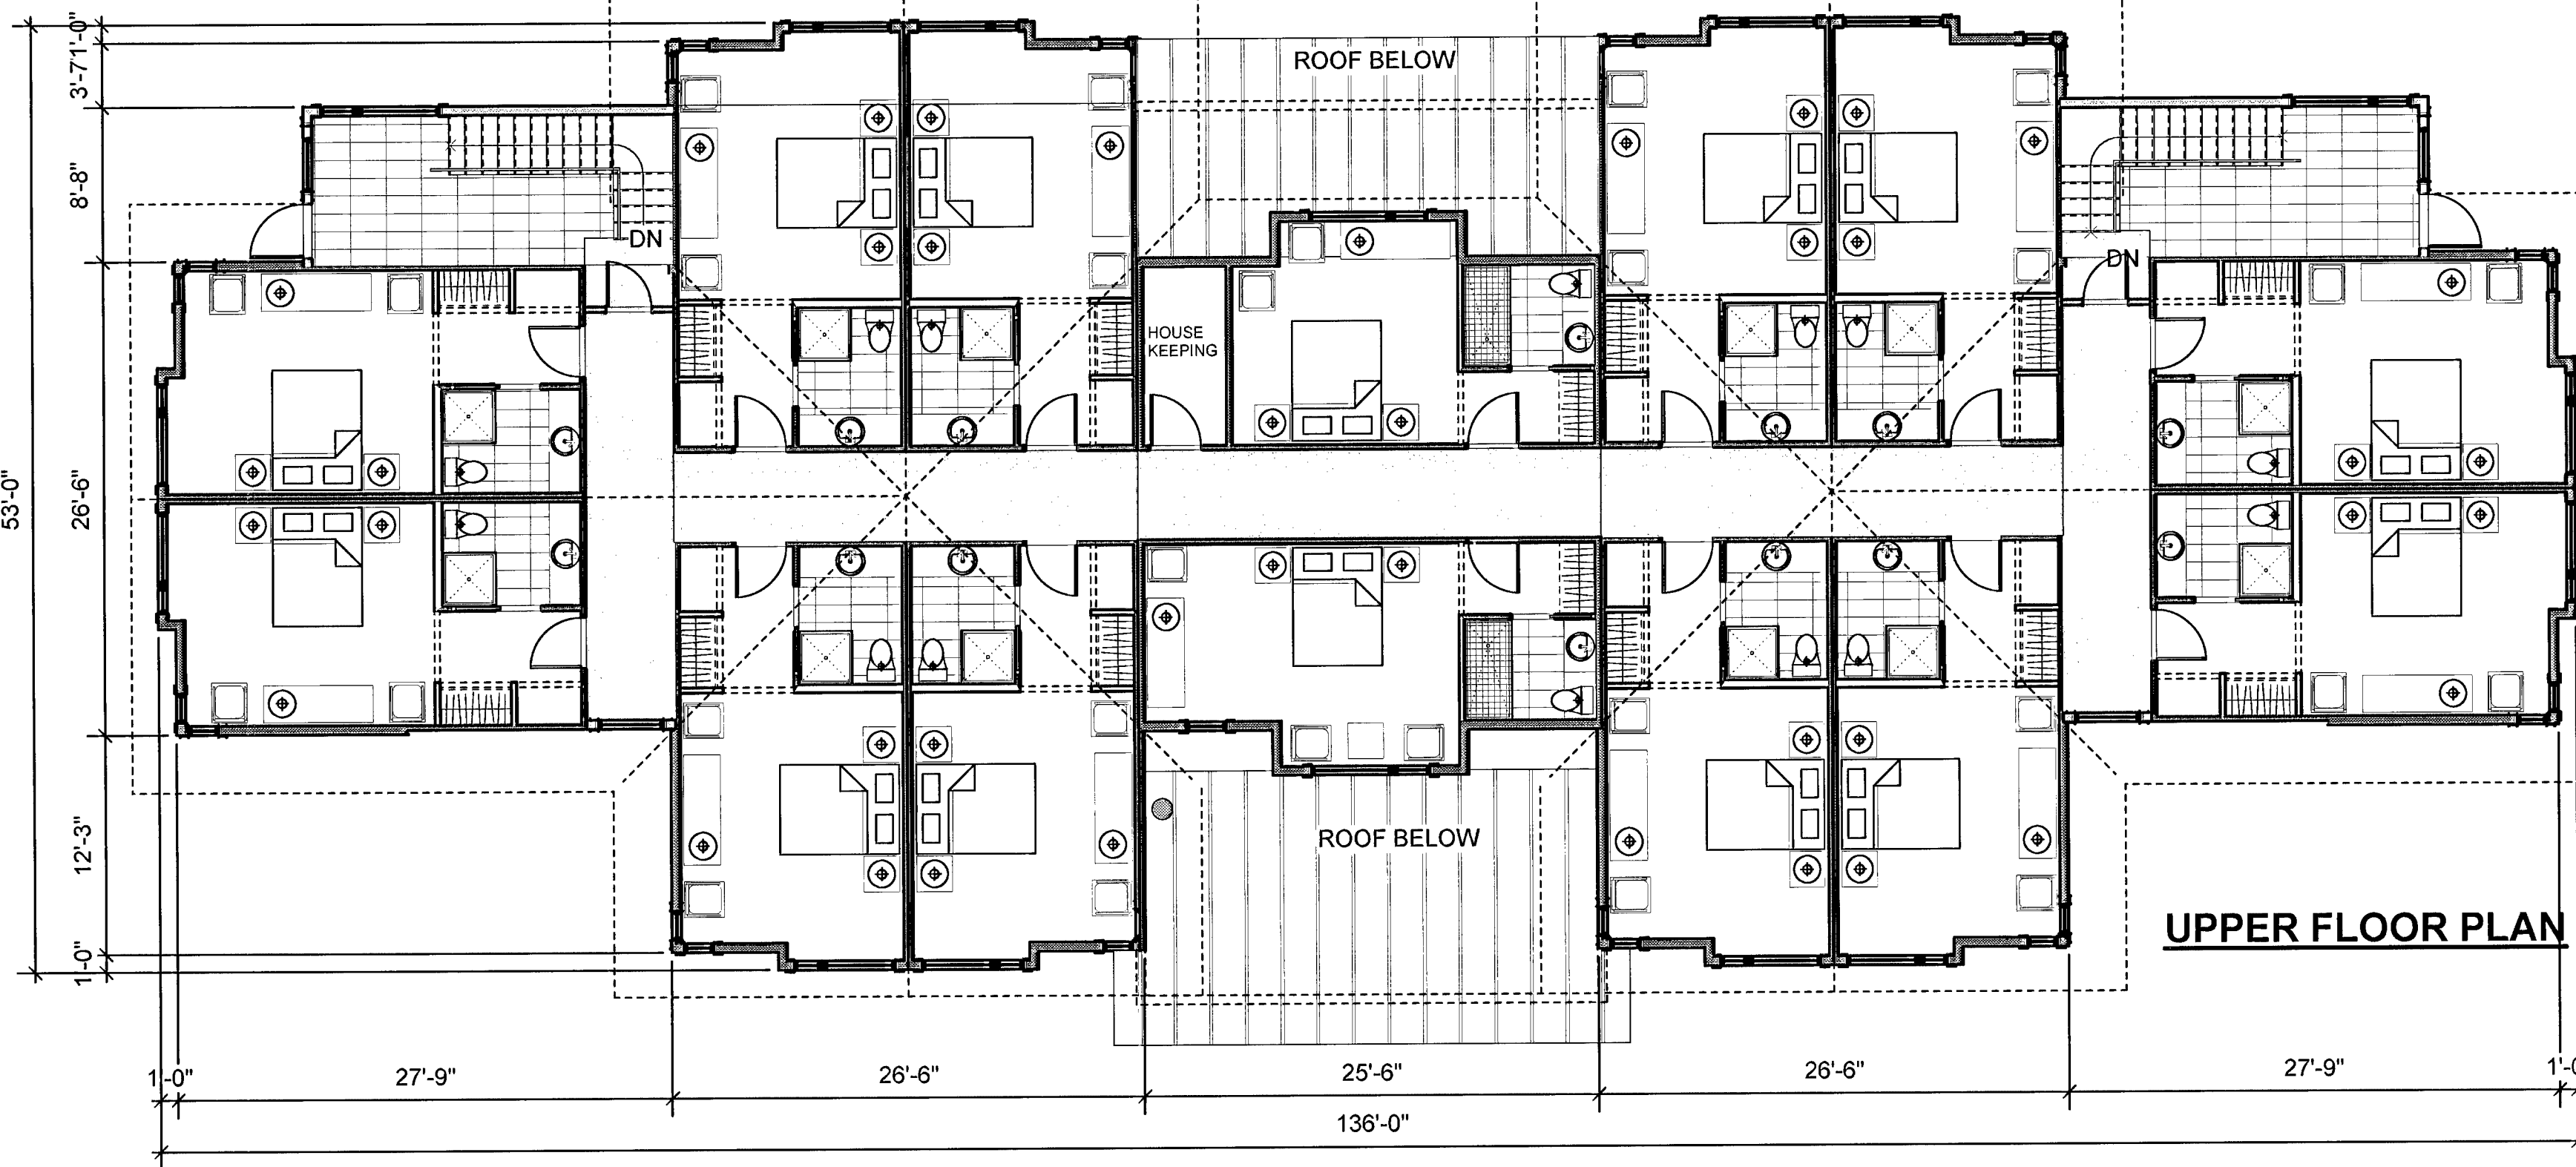 1'-0"
3'-7"
8'-8"
26'-6"
53'-0"
12'-3"
1'-0"
ROOF BELOW
DN
DN
HOUSE
KEEPING
ROOF BELOW
UPPER FLOOR PLAN
1'-0"
27'-9"
26'-6"
25'-6"
26'-6"
27'-9"
136'-0"